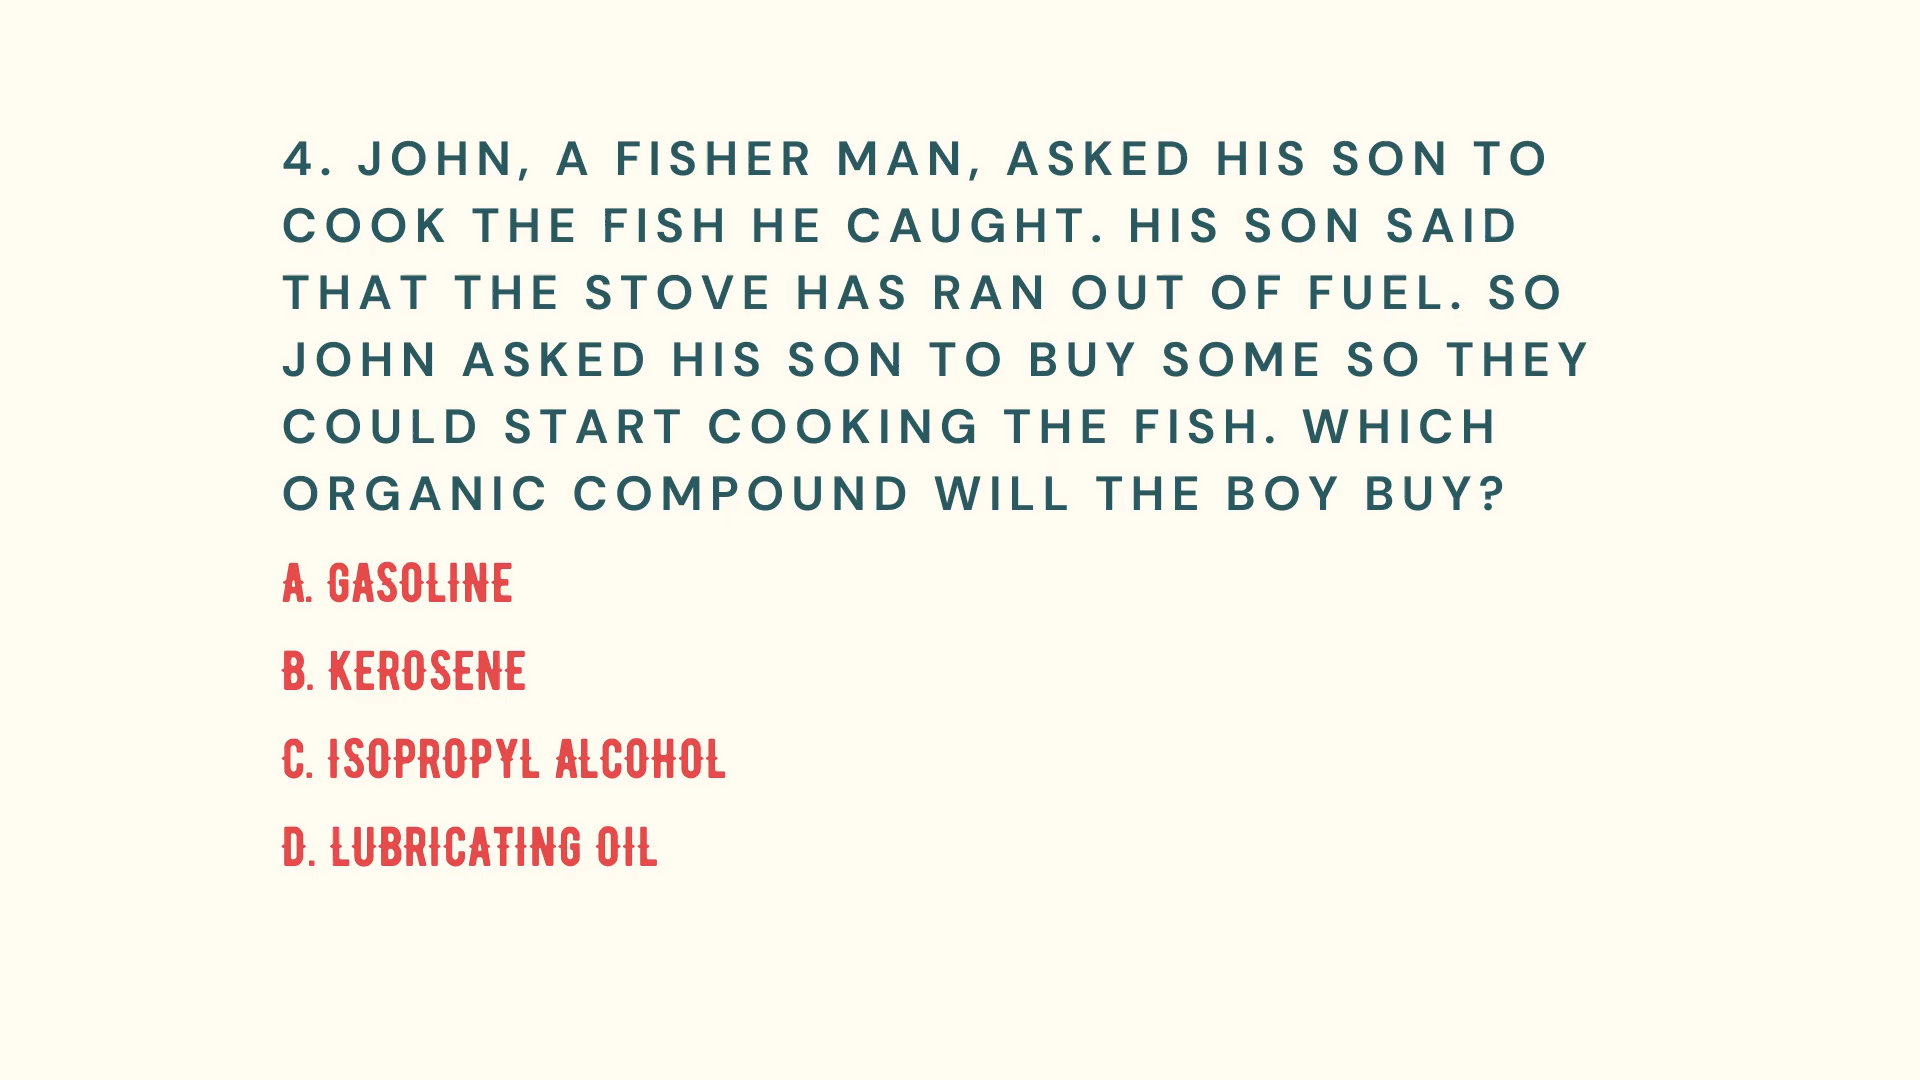 4. JOHN, A FISHER MAN, ASKED HIS SON TO
COOK THE FISH HE CAUGHT. HIS SON SAID
THAT THE STOVE HAS RAN OUT OF FUEL. SO
JOHN ASKED HIS SON TO BUY SOME SO THEY
COULD START COOKING THE FISH. WHICH
ORGANIC COMPOUND WILL THE BOY BUY?
A. GASOLINE
B. KEROSENE
C. ISOPROPYL ALCOHOL
D. LUBRICATING OIL